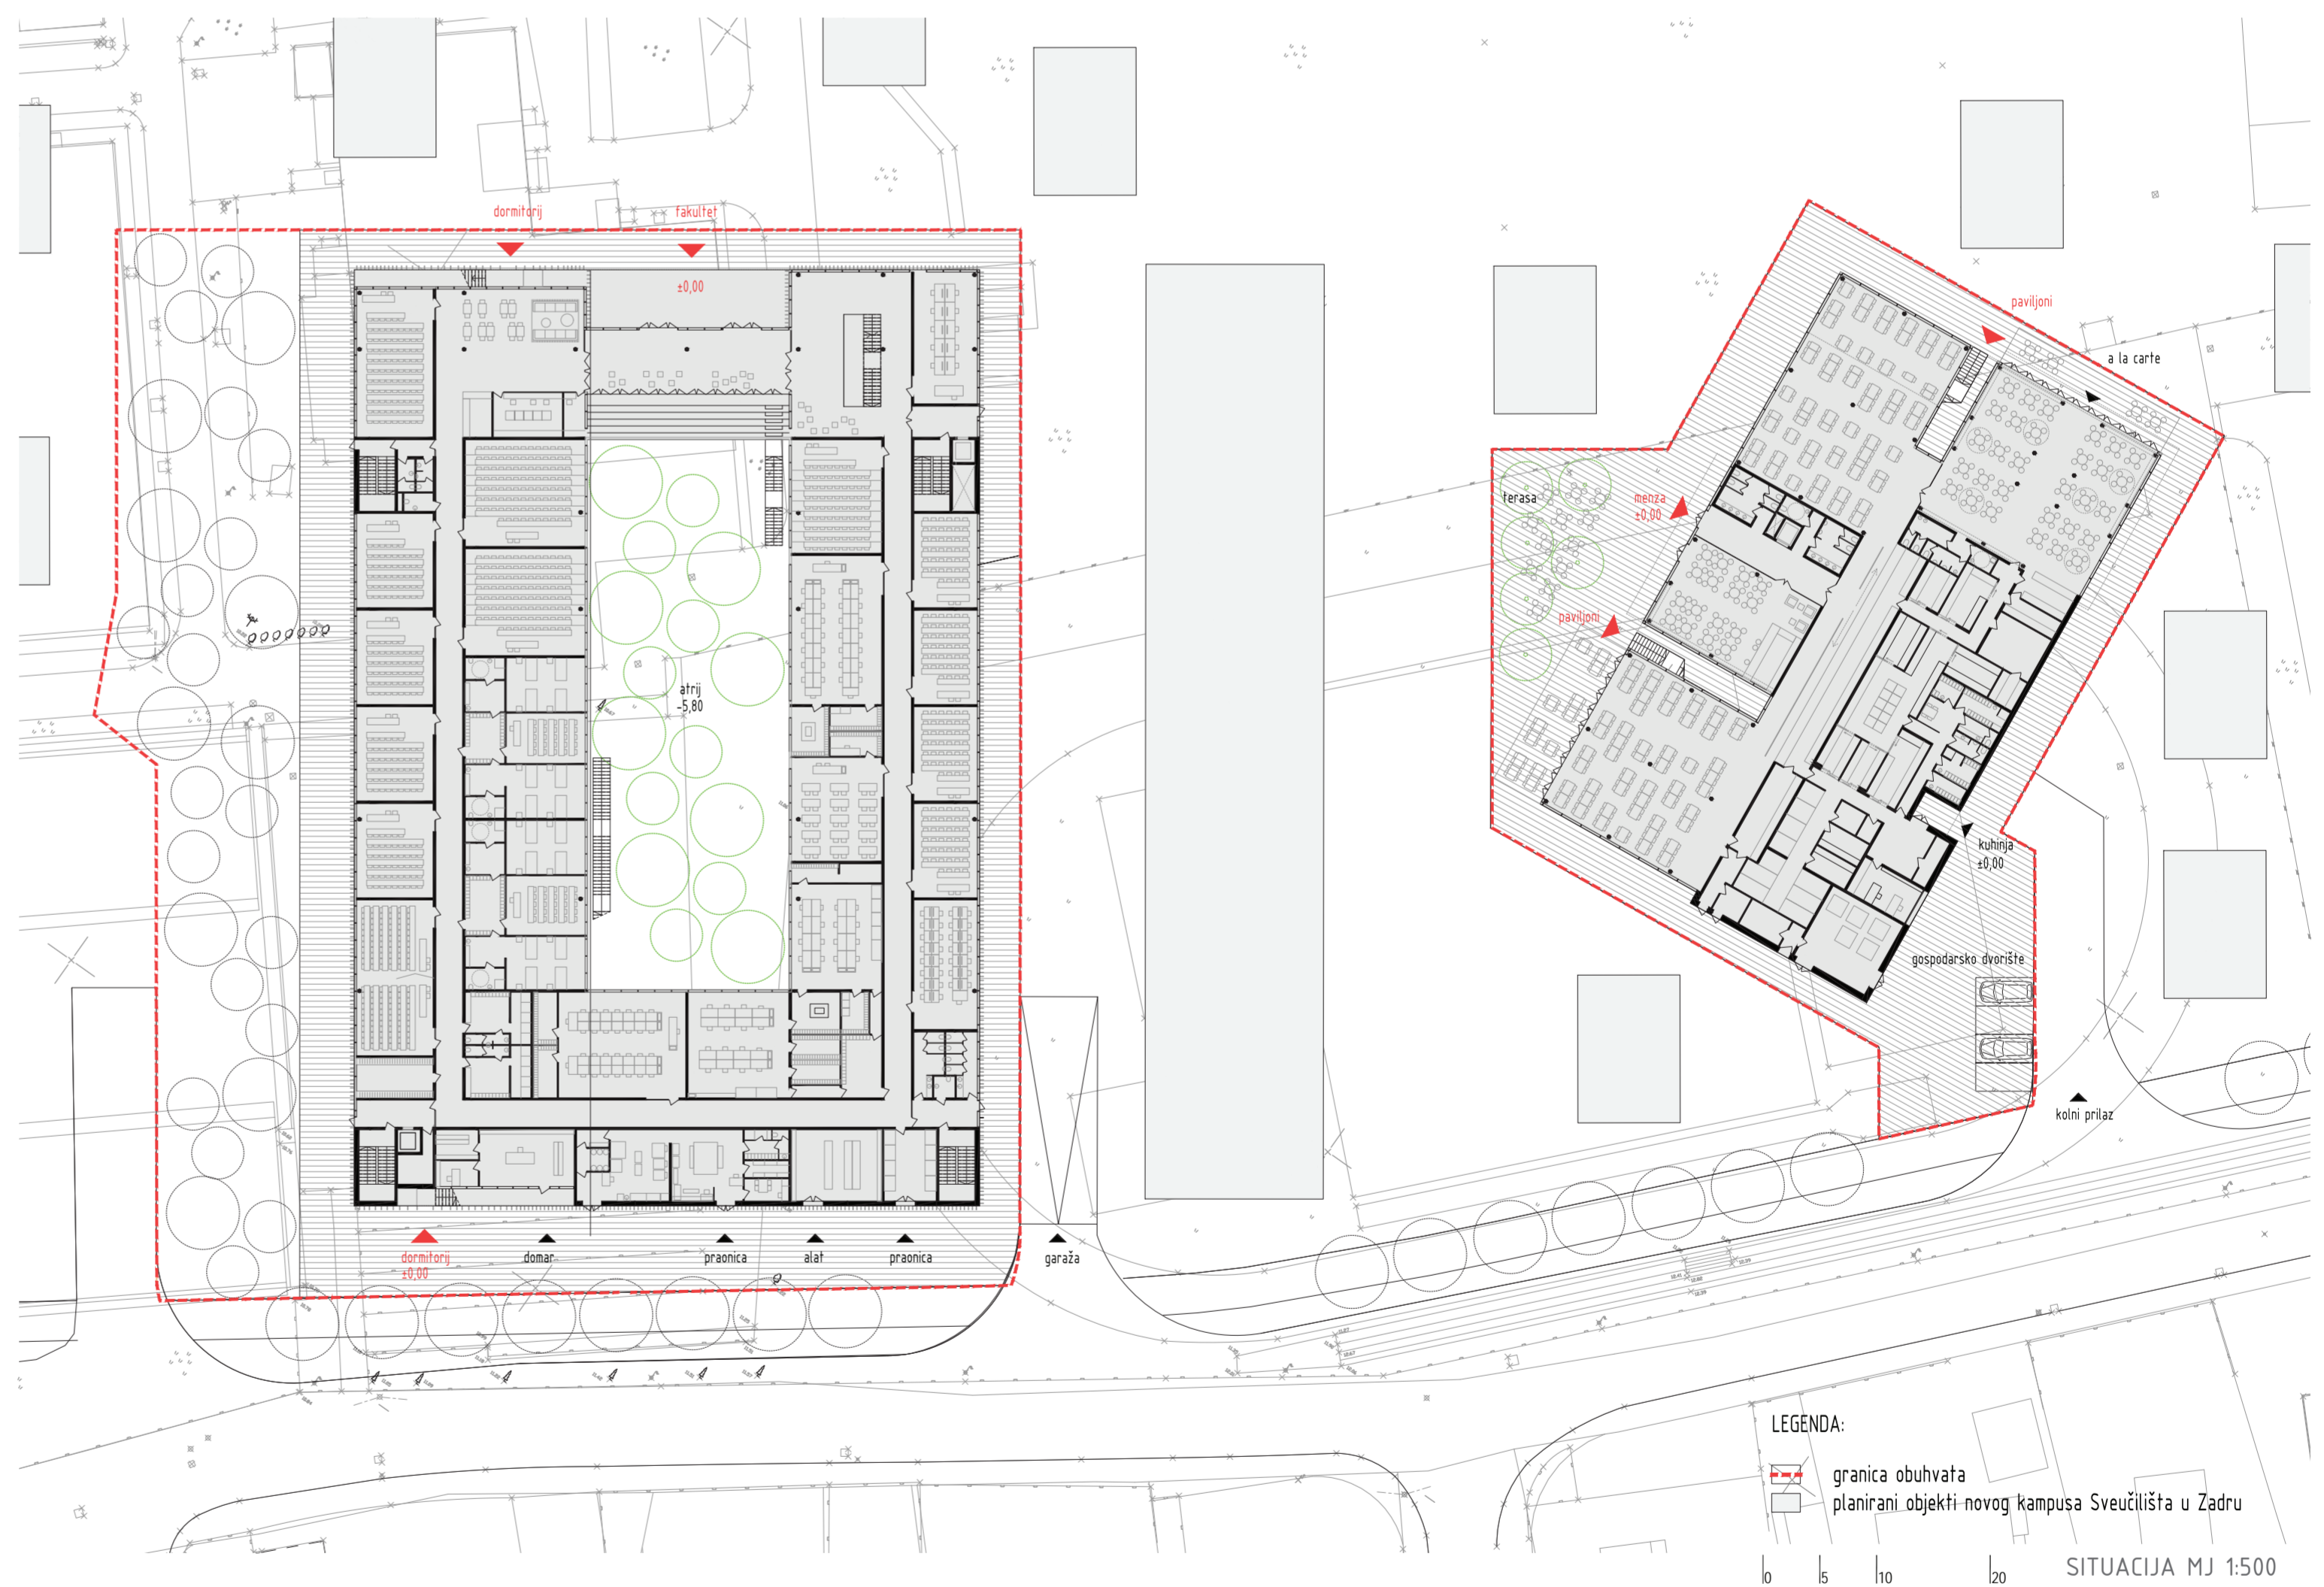 dormitorij
fakultet
±0,00
paviljoni
a la carte
terasa
menza
±0,00
paviljoni
atrij
-5,80
kuhinja
±0,00
gospodarsko dvorište
kolni prilaz
dormitorij
±0,00
domar
praonica
alat
praonica
garaža
LEGENDA:
granica obuhvata
planirani objekti novog kampusa Sveučilišta u Zadru
0 5 10 20
SITUACIJA MJ 1:500